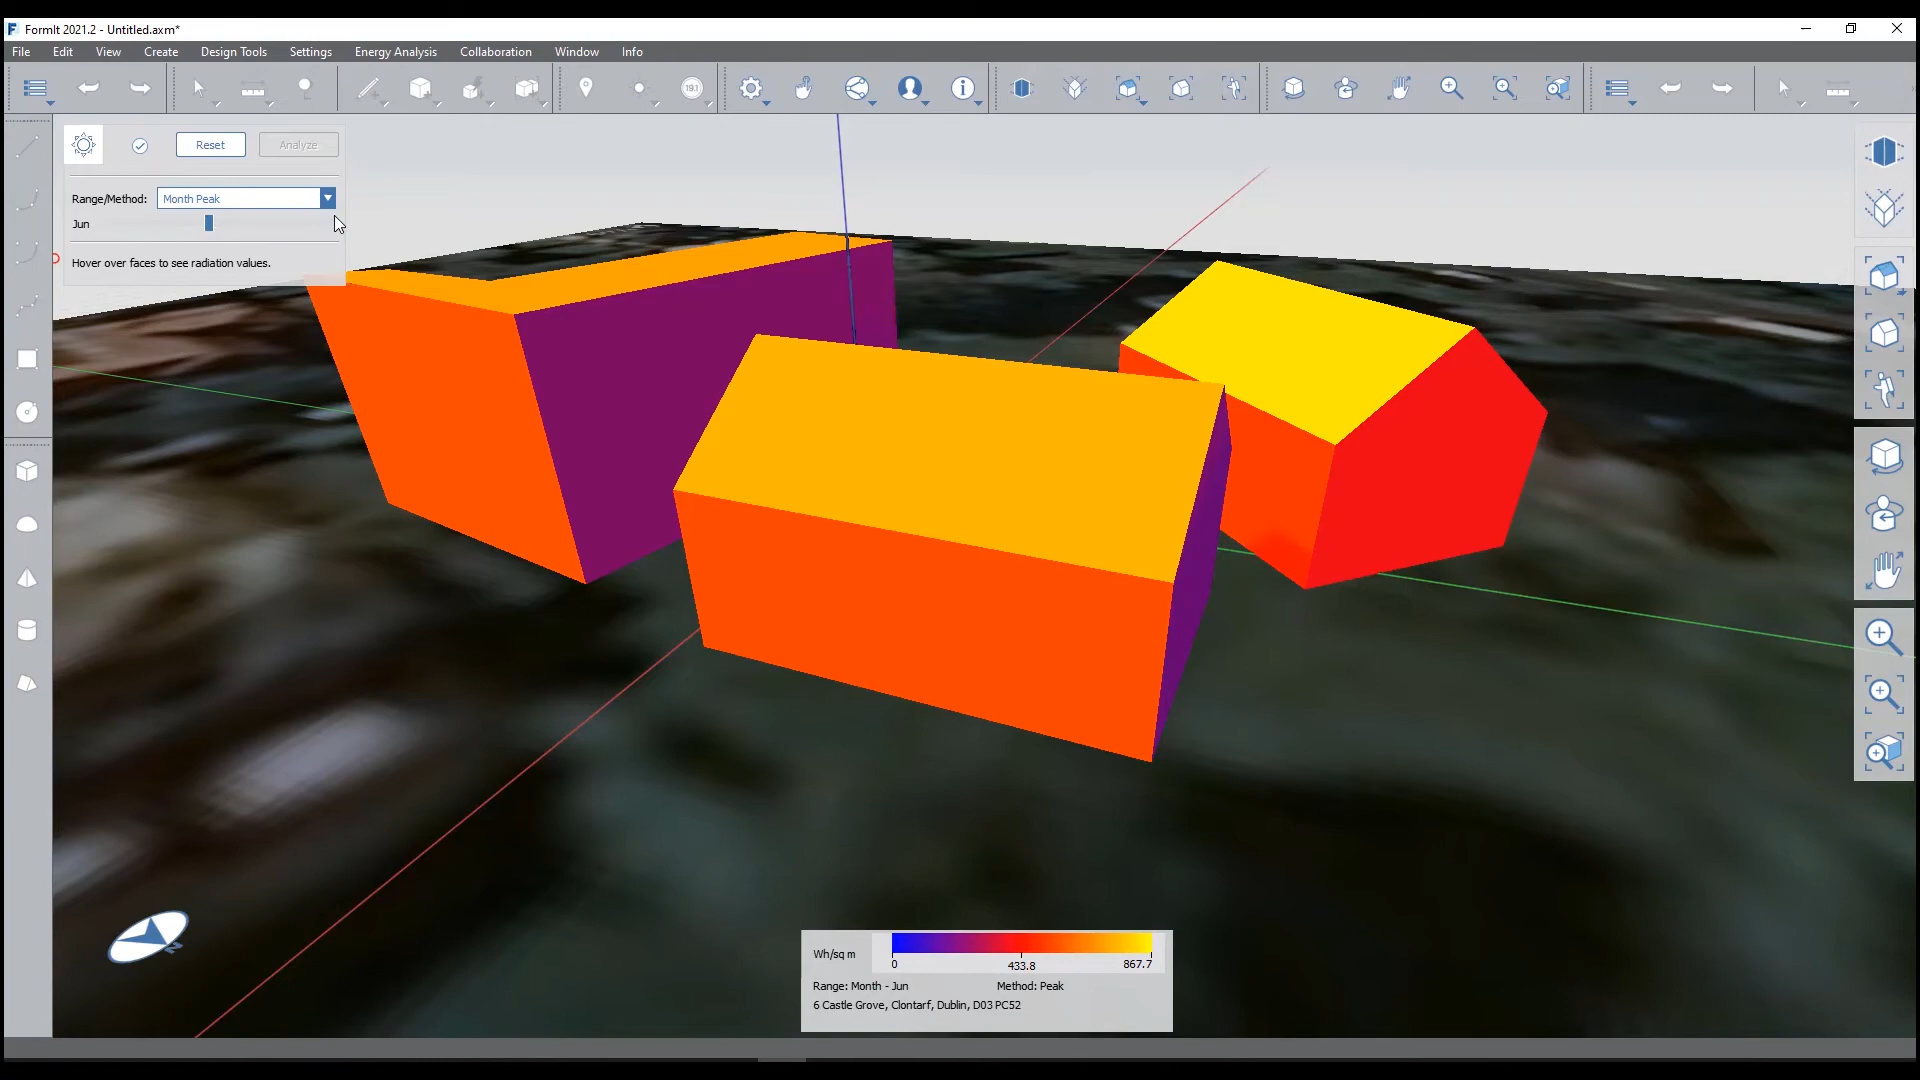 FormIt 2021.2 - Untitled.axm*
File Edit View Create Design Tools Settings Energy Analysis Collaboration Window Info
19.1
Reset Analyze
Range/Method: Month Peak
Jun
Hover over faces to see radiation values.
Wh/sq m
0 433.8 867.7
Range: Month - Jun Method: Peak
6 Castle Grove, Clontarf, Dublin, D03 PC52